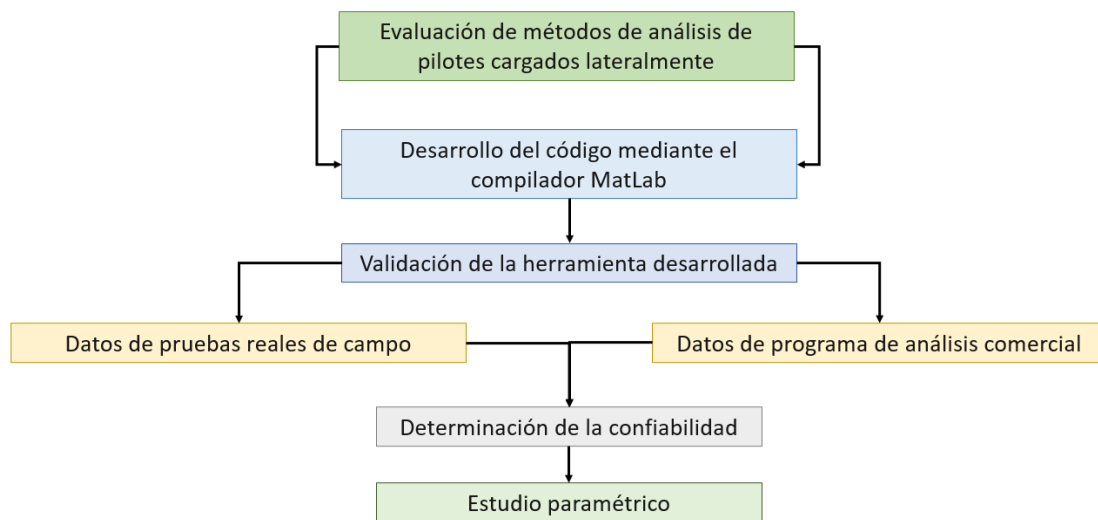 Evaluación de métodos de análisis de
pilotes cargados lateralmente
Desarrollo del código mediante el
compilador MatLab
Validación de la herramienta desarrollada
Datos de pruebas reales de campo
Datos de programa de análisis comercial
Determinación de la confiabilidad
Estudio paramétrico